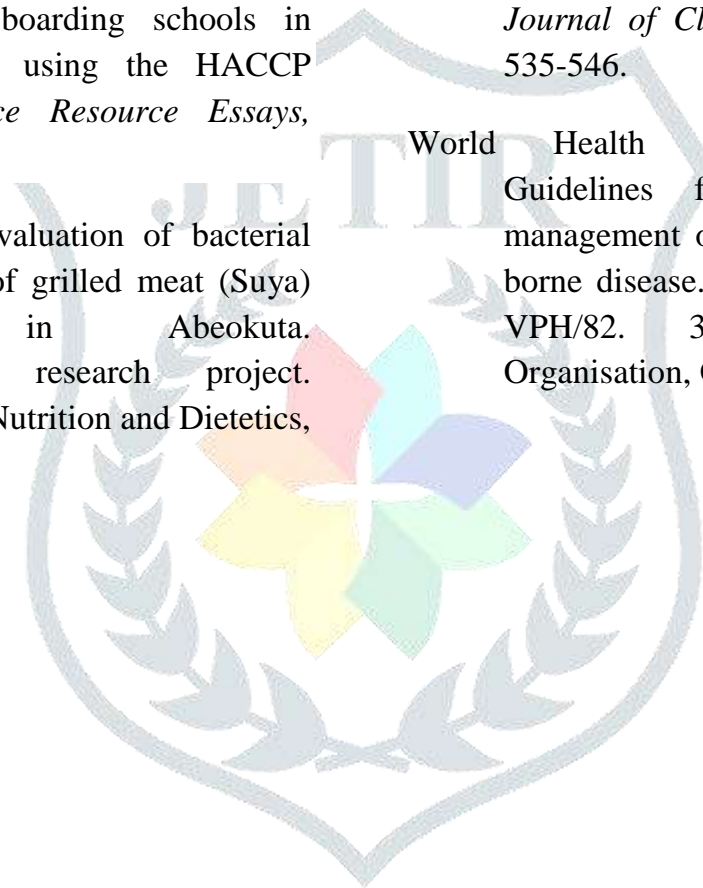 boarding schools in
using the HACCP
ce Resource Essays,
valuation of bacterial
of grilled meat (Suya)
in Abeokuta.
research project.
Nutrition and Dietetics,
Journal of Cl
535-546.
World Health
Guidelines f
management o
borne disease.
VPH/82. 3
Organisation,
JETIR